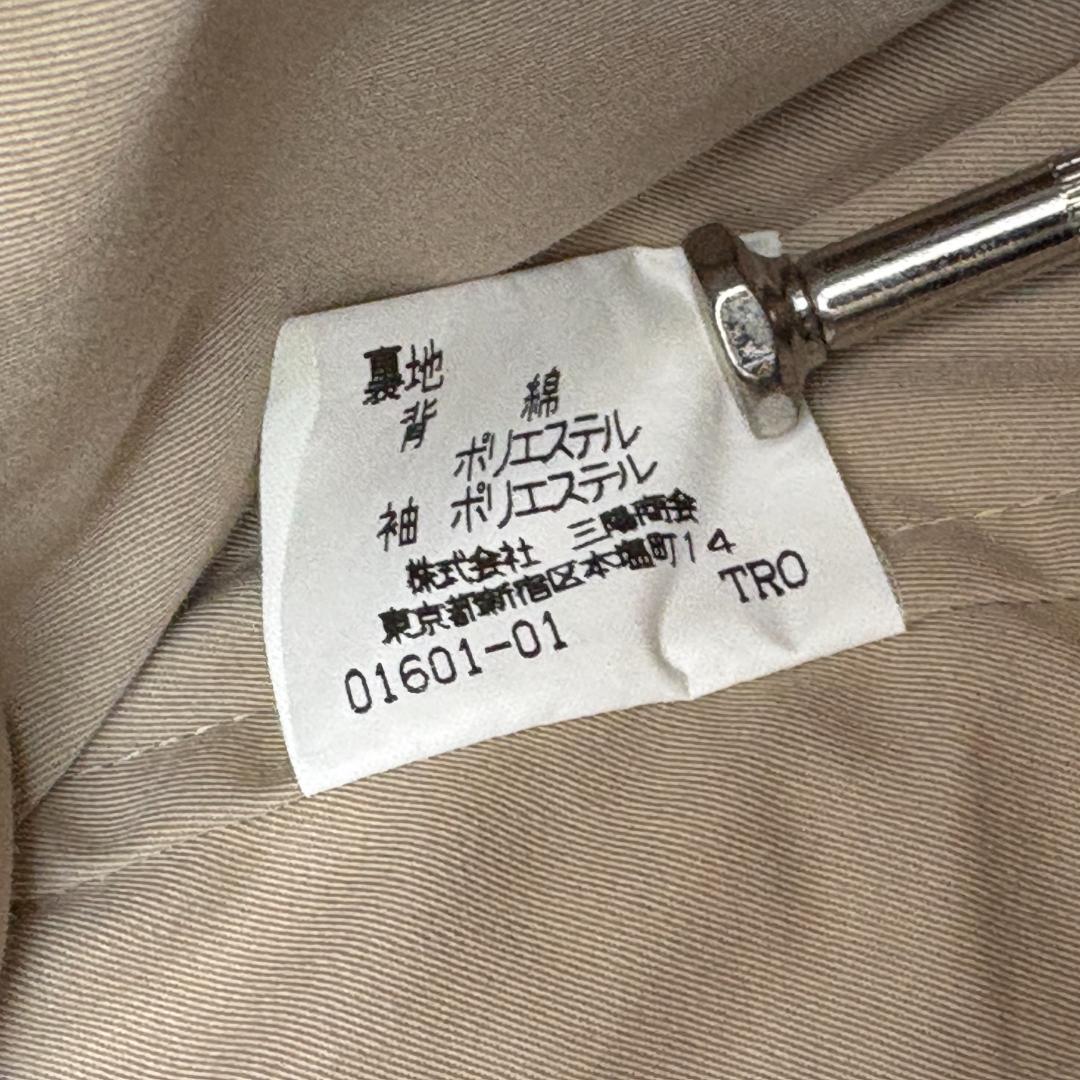 裏地
背 綿
ポリエステル
袖 ポリエステル
株式会社 三陽商会
東京都新宿区本塩町14
01601-01 TRO